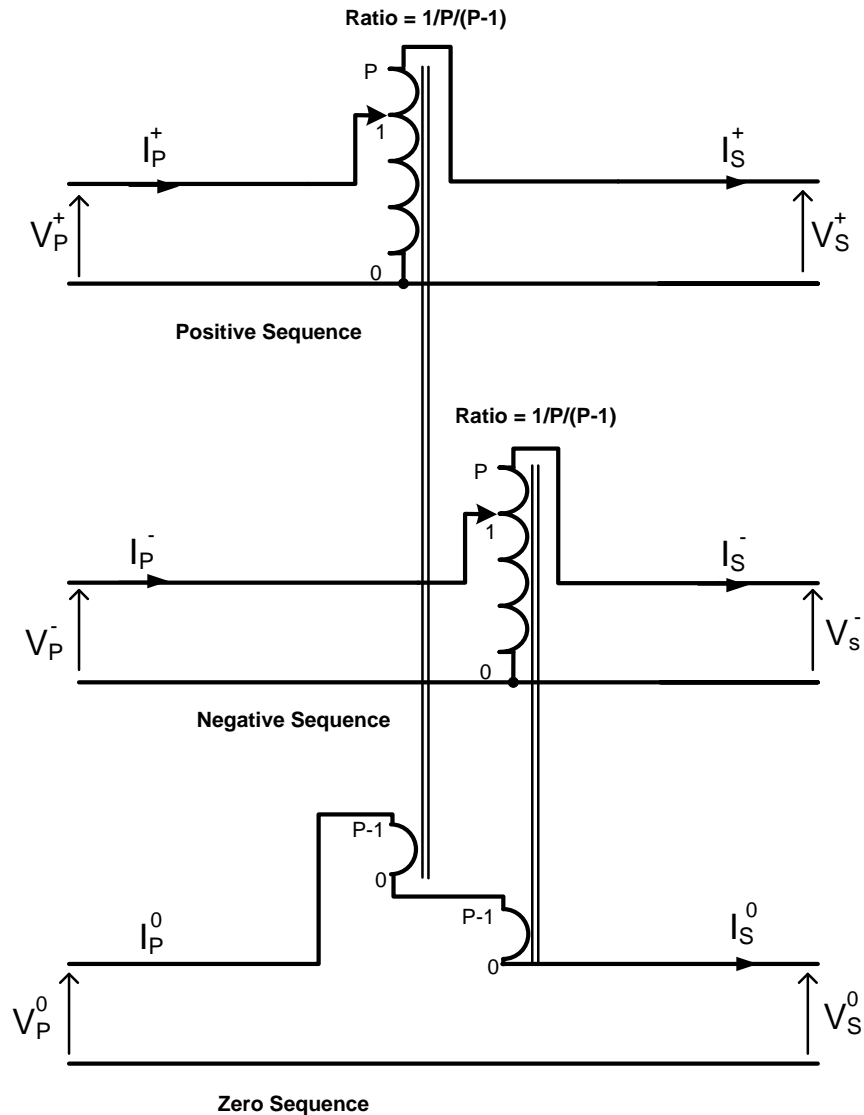 Ratio = 1/P/(P-1)
P
1
0
I_P^+
I_S^+
V_P^+
V_S^+
Positive Sequence
Ratio = 1/P/(P-1)
P
1
0
I_P^-
I_S^-
V_P^-
V_s^-
Negative Sequence
P-1
0
P-1
0
I_P^0
I_S^0
V_P^0
V_S^0
Zero Sequence